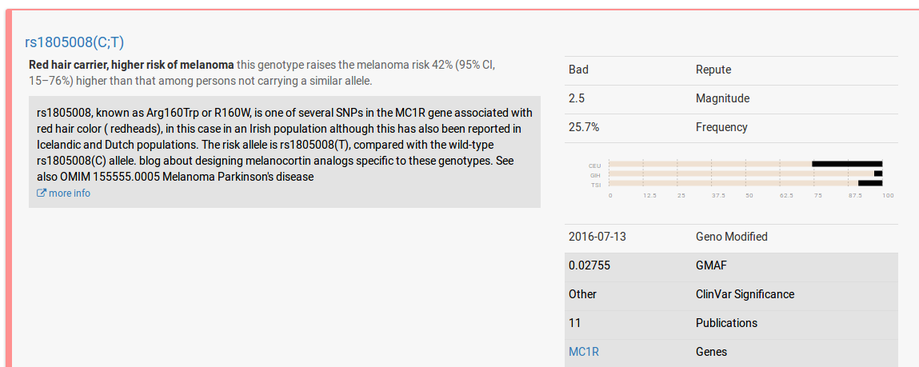 rs1805008(C;T)
Red hair carrier, higher risk of melanoma this genotype raises the melanoma risk 42% (95% CI,
15–76%) higher than that among persons not carrying a similar allele.
rs1805008, known as Arg160Trp or R160W, is one of several SNPs in the MC1R gene associated with
red hair color ( redheads), in this case in an Irish population although this has also been reported in
Icelandic and Dutch populations. The risk allele is rs1805008(T), compared with the wild-type
rs1805008(C) allele. blog about designing melanocortin analogs specific to these genotypes. See
also OMIM 155555.0005 Melanoma Parkinson's disease
more info
Bad Repute
2.5 Magnitude
25.7% Frequency
CEU
GIH
TSI
0 12.5 25 37.5 50 62.5 75 87.5 100
2016-07-13 Geno Modified
0.02755 GMAF
Other ClinVar Significance
11 Publications
MC1R Genes